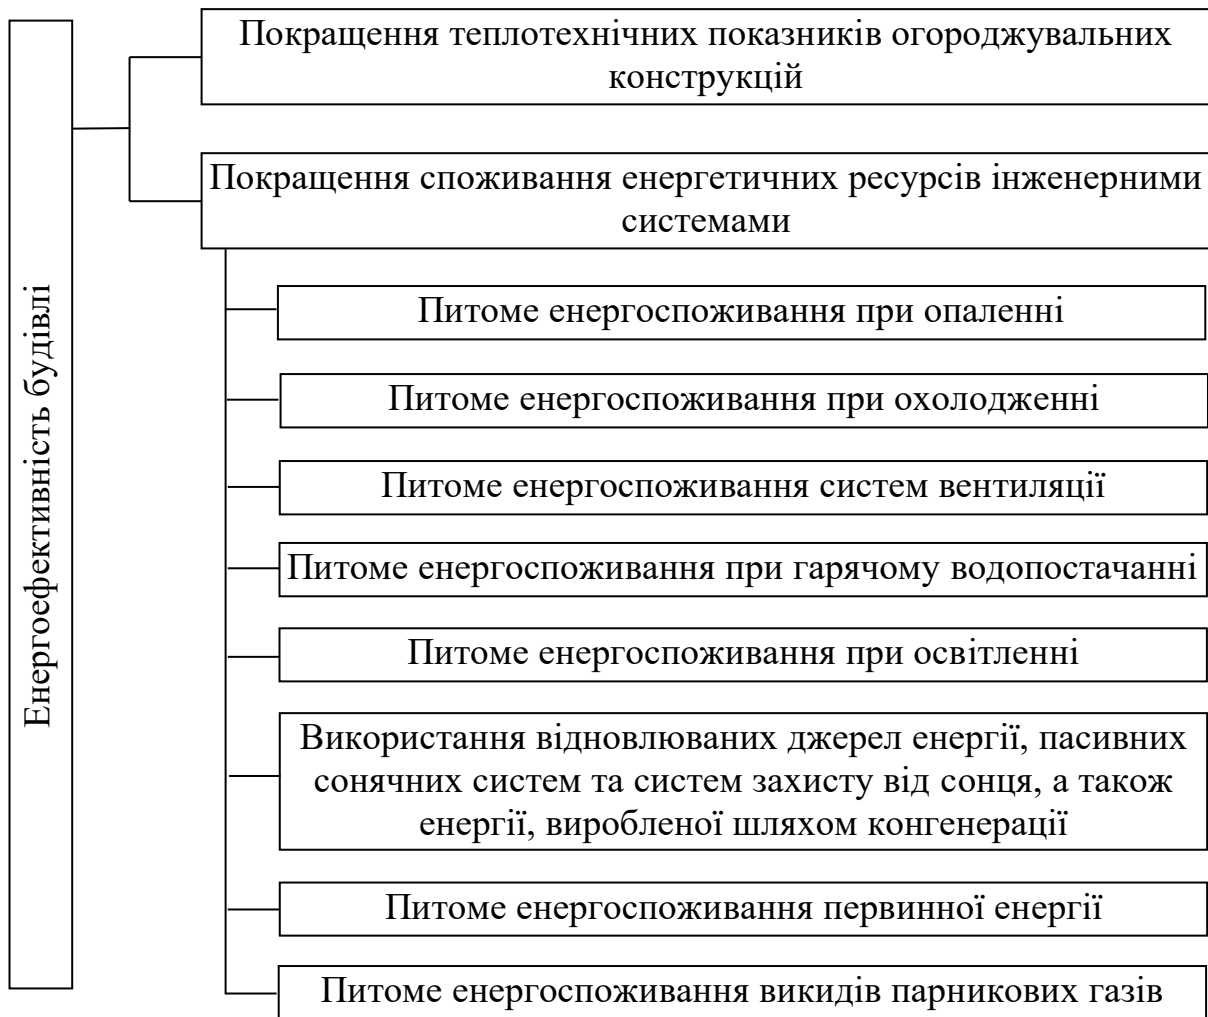 Енергоефективність будівлі
Покращення теплотехнічних показників огороджувальних
конструкцій
Покращення споживання енергетичних ресурсів інженерними
системами
Питоме енергоспоживання при опаленні
Питоме енергоспоживання при охолодженні
Питоме енергоспоживання систем вентиляції
Питоме енергоспоживання при гарячому водопостачанні
Питоме енергоспоживання при освітленні
Використання відновлюваних джерел енергії, пасивних
сонячних систем та систем захисту від сонця, а також
енергії, виробленої шляхом конгенерації
Питоме енергоспоживання первинної енергії
Питоме енергоспоживання викидів парникових газів